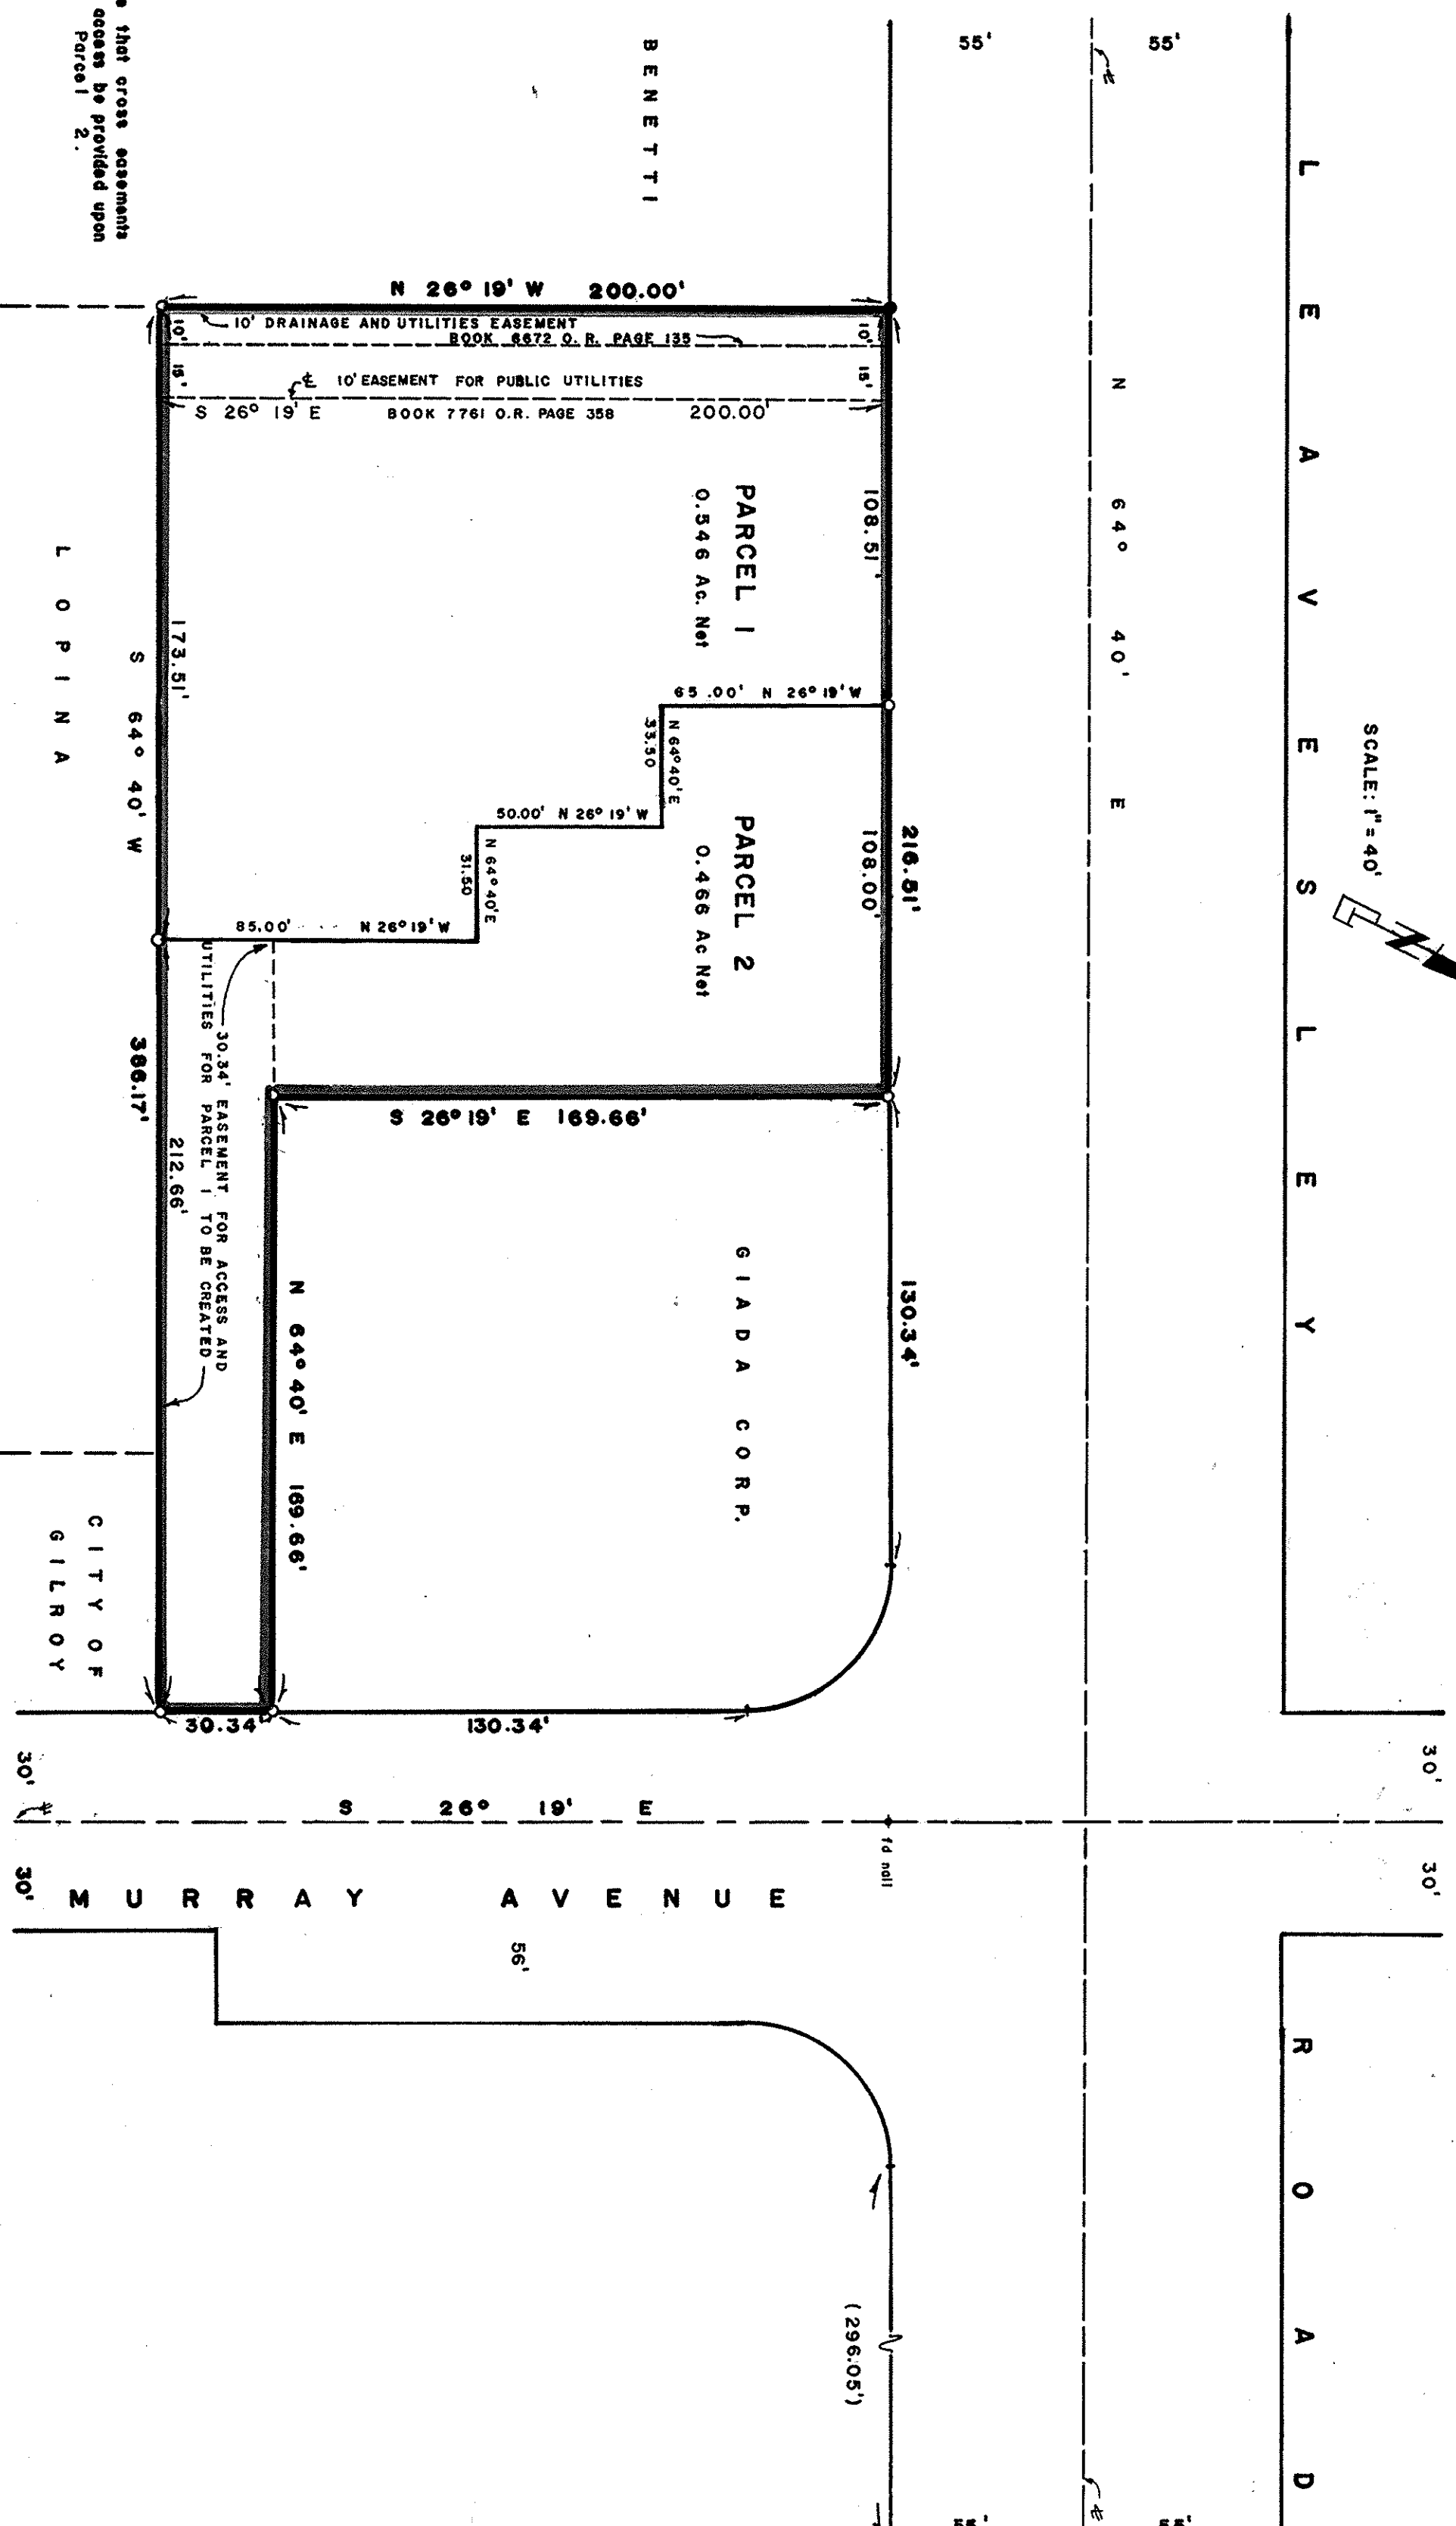 LEAVESLEY ROAD
SCALE: 1" = 40'
N
55'
55'
N 64° 40' E
30'
30'
BENETTI
N 26° 19' W 200.00'
10' DRAINAGE AND UTILITIES EASEMENT
BOOK 6672 O. R. PAGE 135
10'
10'
15'
15'
℄ 10' EASEMENT FOR PUBLIC UTILITIES
S 26° 19' E 200.00'
BOOK 7761 O.R. PAGE 358
PARCEL 1
0.546 Ac. Net
108.51'
216.51'
108.00'
65.00' N 26° 19' W
N 64° 40' E
33.50
50.00' N 26° 19' W
N 64° 40' E
31.50
85.00' N 26° 19' W
PARCEL 2
0.466 Ac Net
173.51'
S 64° 40' W
386.17'
212.66'
LOPINA
30.34' EASEMENT FOR ACCESS AND
UTILITIES FOR PARCEL 1 TO BE CREATED
S 26° 19' E 169.66'
N 64° 40' E 169.66'
GIADA CORP.
130.34'
130.34'
30.34'
CITY OF
GILROY
S 26° 19' E
fd nail
MURRAY AVENUE
30'
30'
56'
(296.05')
that cross easements
access be provided upon
Parcel 2.